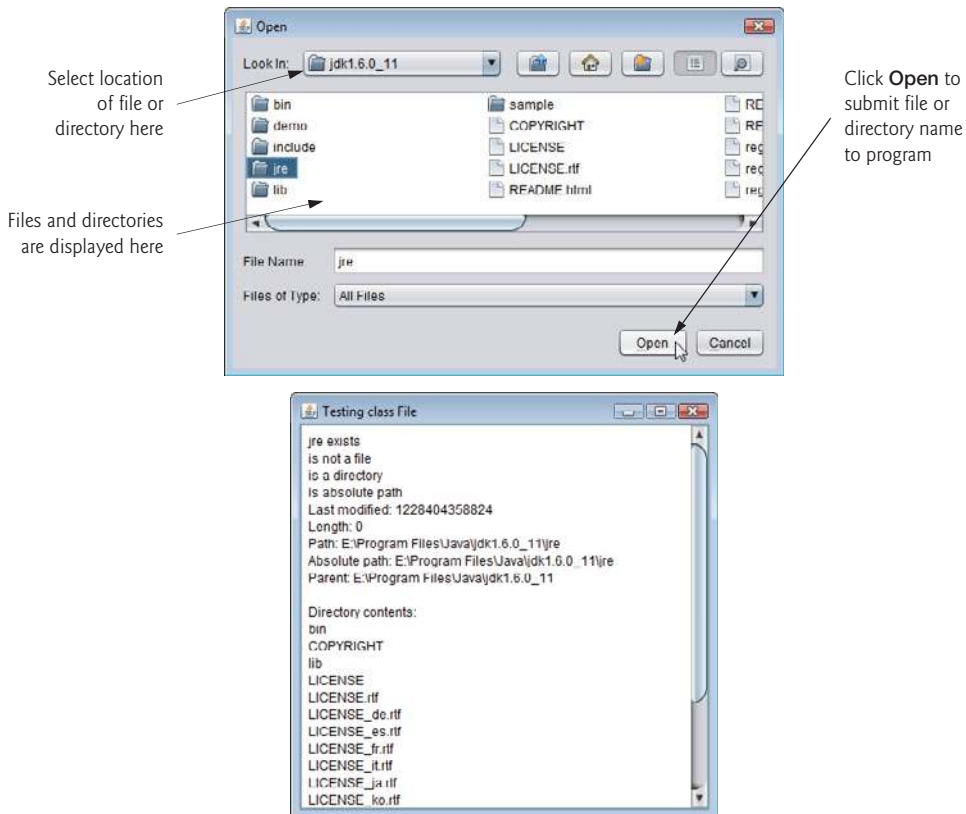 Open
Look In: jdk1.6.0_11
Select location
of file or
directory here
Click Open to
submit file or
directory name
to program
bin
demo
include
jre
lib
sample
COPYRIGHT
LICENSE
LICENSE.rtf
README.html
RE
RE
reg
reg
reg
Files and directories
are displayed here
File Name: jre
Files of Type: All Files
Open Cancel
Testing class File
jre exists
is not a file
is a directory
is absolute path
Last modified: 1228404358824
Length: 0
Path: E:\Program Files\Java\jdk1.6.0_11\jre
Absolute path: E:\Program Files\Java\jdk1.6.0_11\jre
Parent: E:\Program Files\Java\jdk1.6.0_11
Directory contents:
bin
COPYRIGHT
lib
LICENSE
LICENSE.rtf
LICENSE_de.rtf
LICENSE_es.rtf
LICENSE_fr.rtf
LICENSE_it.rtf
LICENSE_ja.rtf
LICENSE_ko.rtf